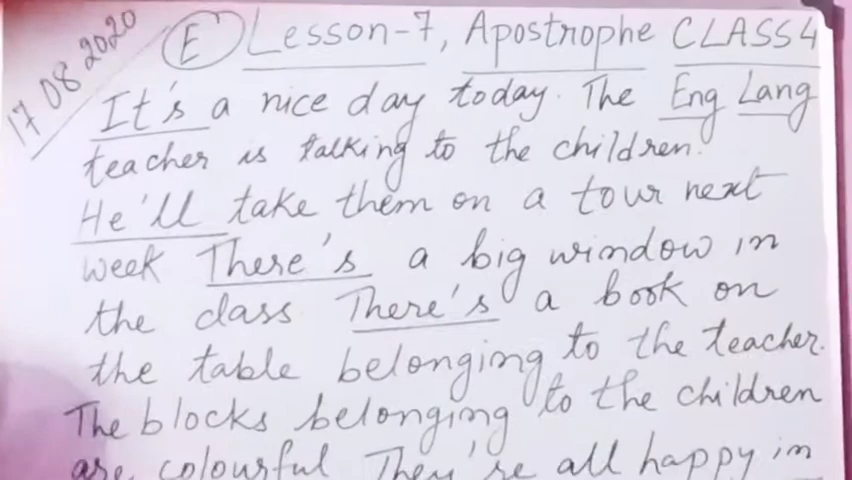 17 08 2020
E Lesson-7, Apostrophe CLASS 4
It's a nice day today. The Eng Lang
teacher is talking to the children.
He'll take them on a tour next
week There's a big window in
the class There's a book on
the table belonging to the teacher.
The blocks belonging to the children
are colourful They're all happy in